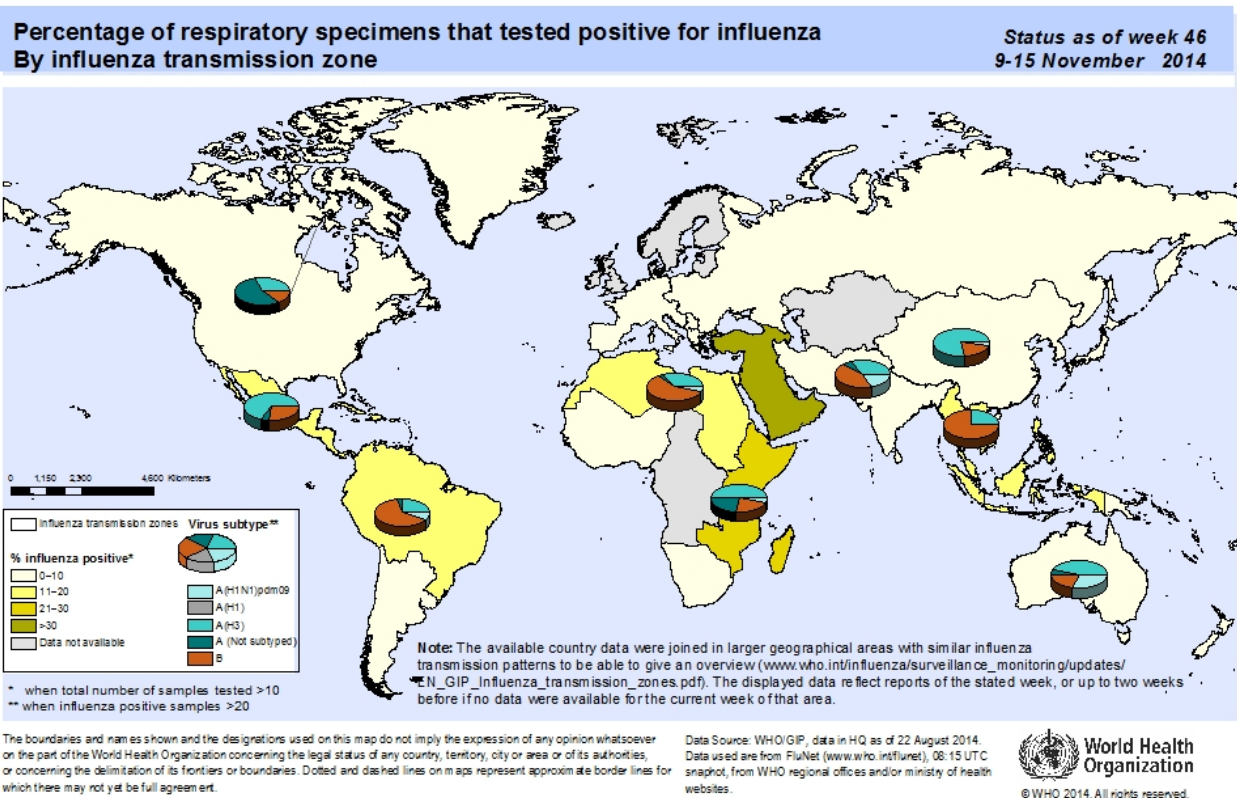 Percentage of respiratory specimens that tested positive for influenza
By influenza transmission zone
Status as of week 46
9-15 November 2014
0 1,150 2,300 4,600 Kilometers
Influenza transmission zones
Virus subtype**
% influenza positive*
0-10
11-20
21-30
>30
Data not available
A(H1N1)pdm09
A(H1)
A(H3)
A (Not subtyped)
B
* when total number of samples tested >10
** when influenza positive samples >20
Note: The available country data were joined in larger geographical areas with similar influenza
transmission patterns to be able to give an overview (www.who.int/influenza/surveillance_monitoring/updates/
EN_GIP_Influenza_transmission_zones.pdf). The displayed data reflect reports of the stated week, or up to two weeks
before if no data were available for the current week of that area.
The boundaries and names shown and the designations used on this map do not imply the expression of any opinion whatsoever
on the part of the World Health Organization concerning the legal status of any country, territory, city or area or of its authorities,
or concerning the delimitation of its frontiers or boundaries. Dotted and dashed lines on maps represent approximate border lines for
which there may not yet be full agreement.
Data Source: WHO/GIP, data in HQ as of 22 August 2014.
Data used are from FluNet (www.who.int/flunet), 08:15 UTC
snaphot, from WHO regional offices and/or ministry of health
websites.
World Health
Organization
© WHO 2014. All rights reserved.